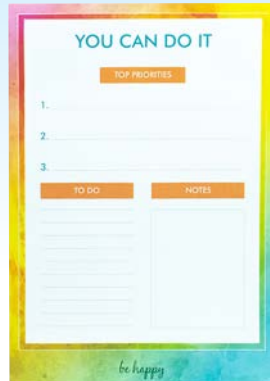 YOU CAN DO IT
TOP PRIORITIES
1.
2.
3.
TO DO
NOTES
be happy